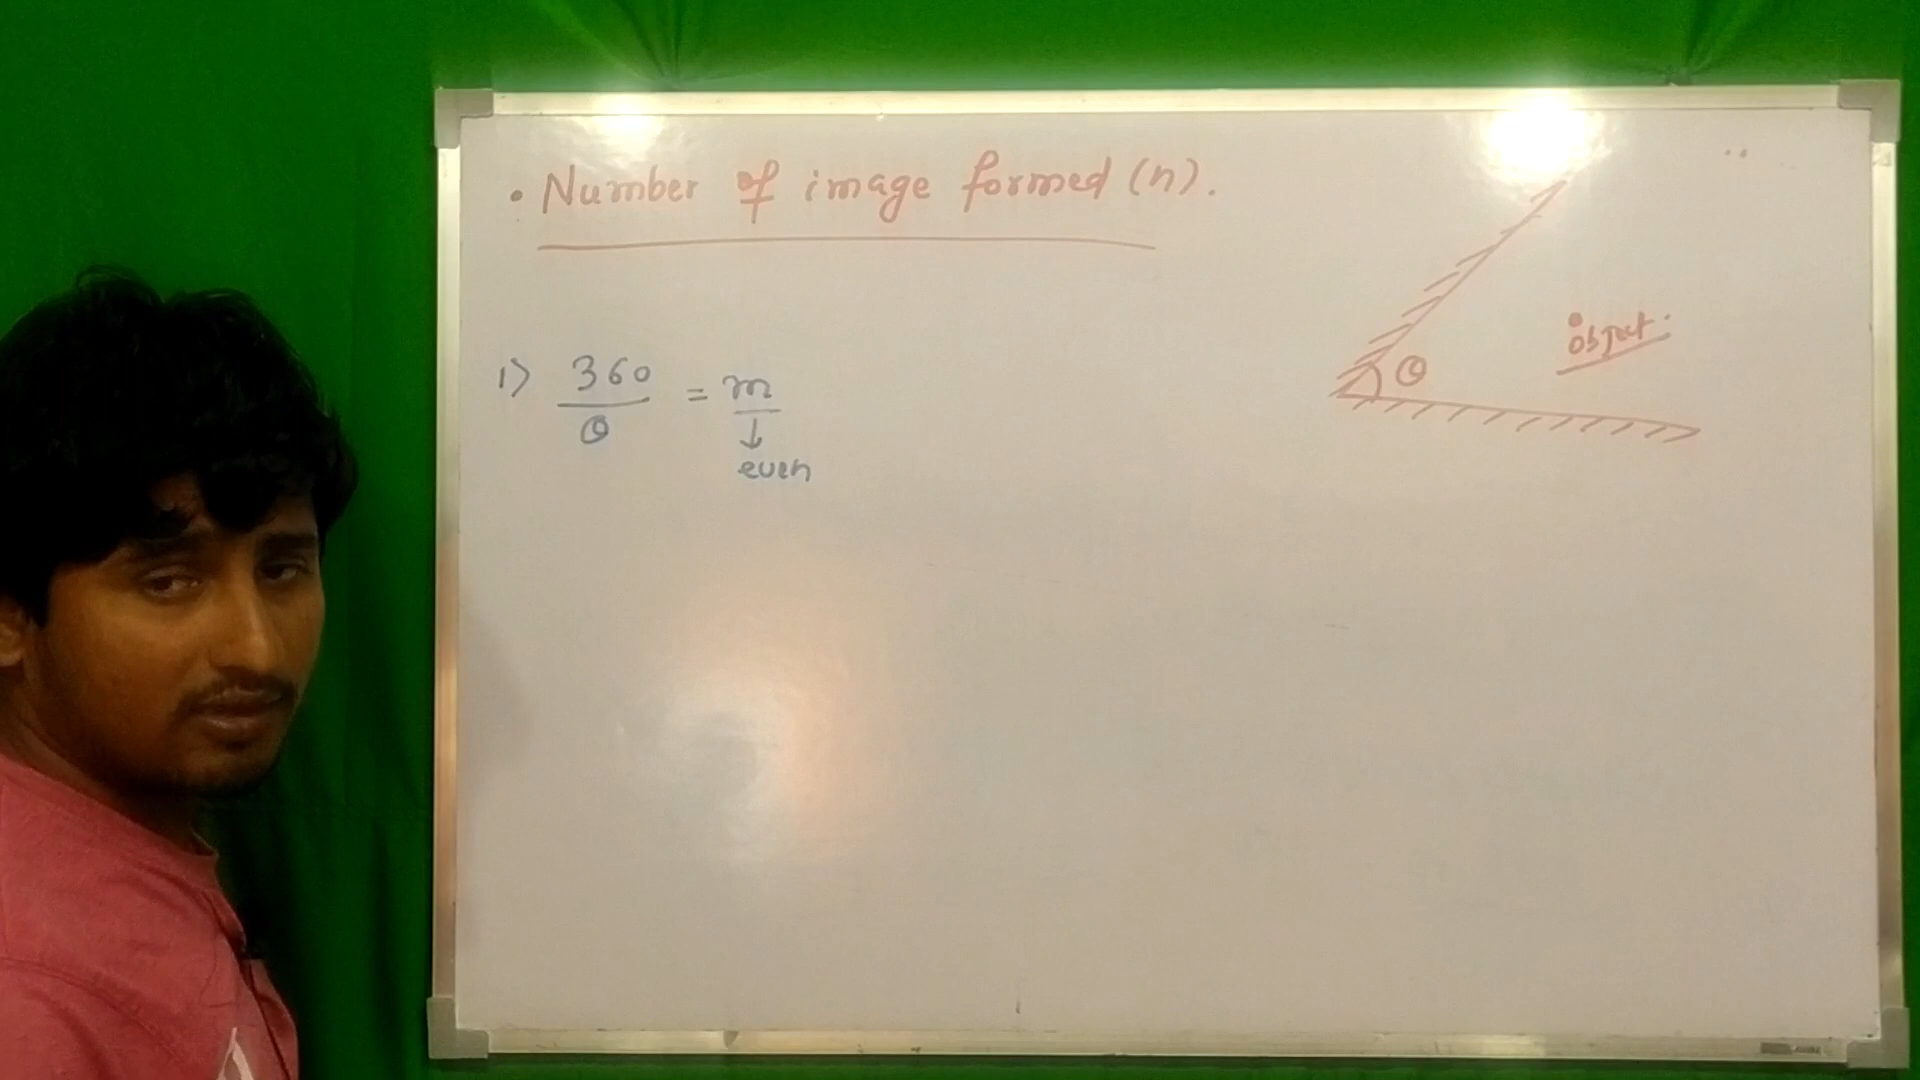 • Number of image formed (n).
1) 360/θ = m
↓
even
θ
object